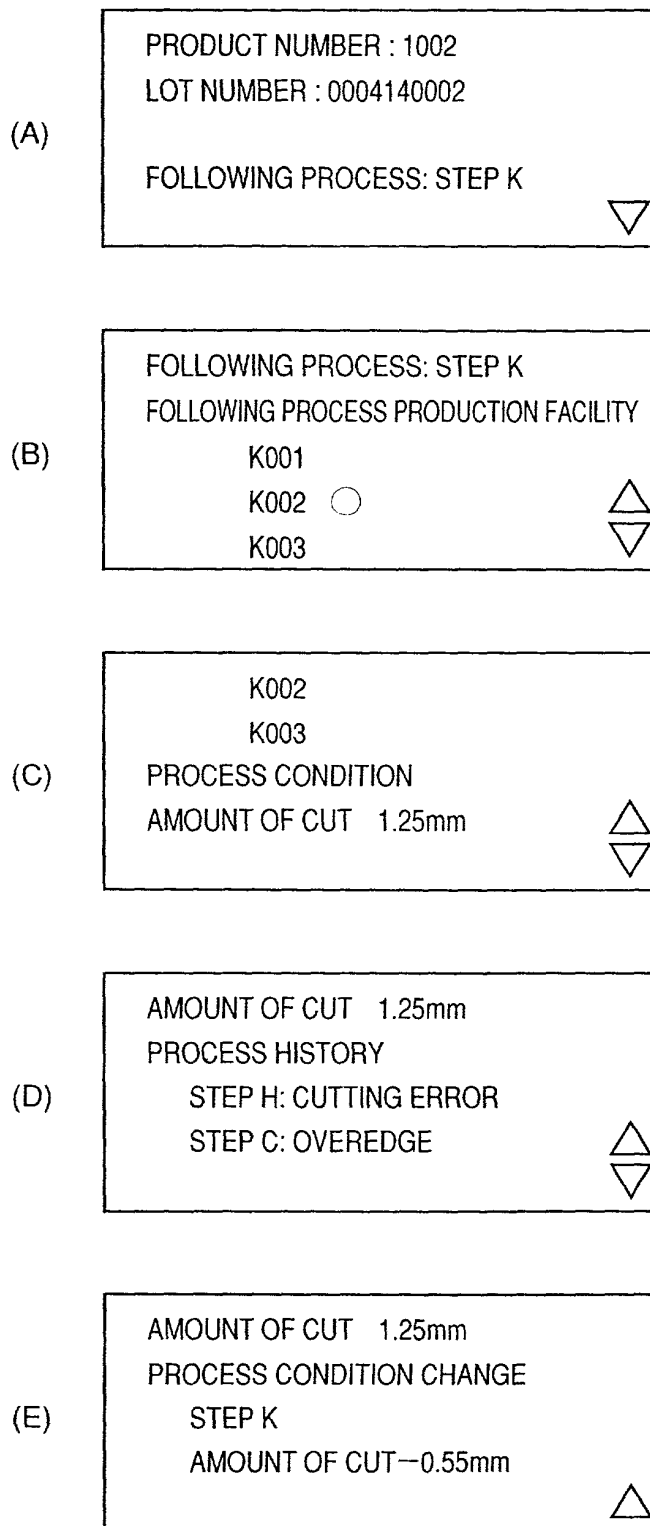 (A)
PRODUCT NUMBER : 1002
LOT NUMBER : 0004140002
FOLLOWING PROCESS: STEP K
(B)
FOLLOWING PROCESS: STEP K
FOLLOWING PROCESS PRODUCTION FACILITY
K001
K002
K003
(C)
K002
K003
PROCESS CONDITION
AMOUNT OF CUT 1.25mm
(D)
AMOUNT OF CUT 1.25mm
PROCESS HISTORY
STEP H: CUTTING ERROR
STEP C: OVEREDGE
(E)
AMOUNT OF CUT 1.25mm
PROCESS CONDITION CHANGE
STEP K
AMOUNT OF CUT—0.55mm